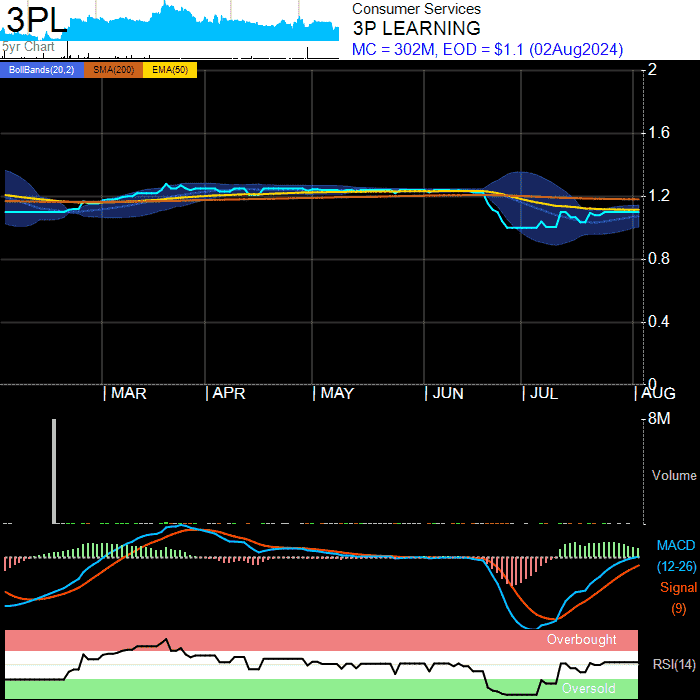 3PL
5yr Chart
Consumer Services
3P LEARNING
MC = 302M, EOD = $1.1 (02Aug2024)
BollBands(20,2) SMA(200) EMA(50)
2
1.6
1.2
0.8
0.4
0
MAR APR MAY JUN JUL AUG
8M
Volume
MACD
(12-26)
Signal
(9)
Overbought
RSI(14)
Oversold